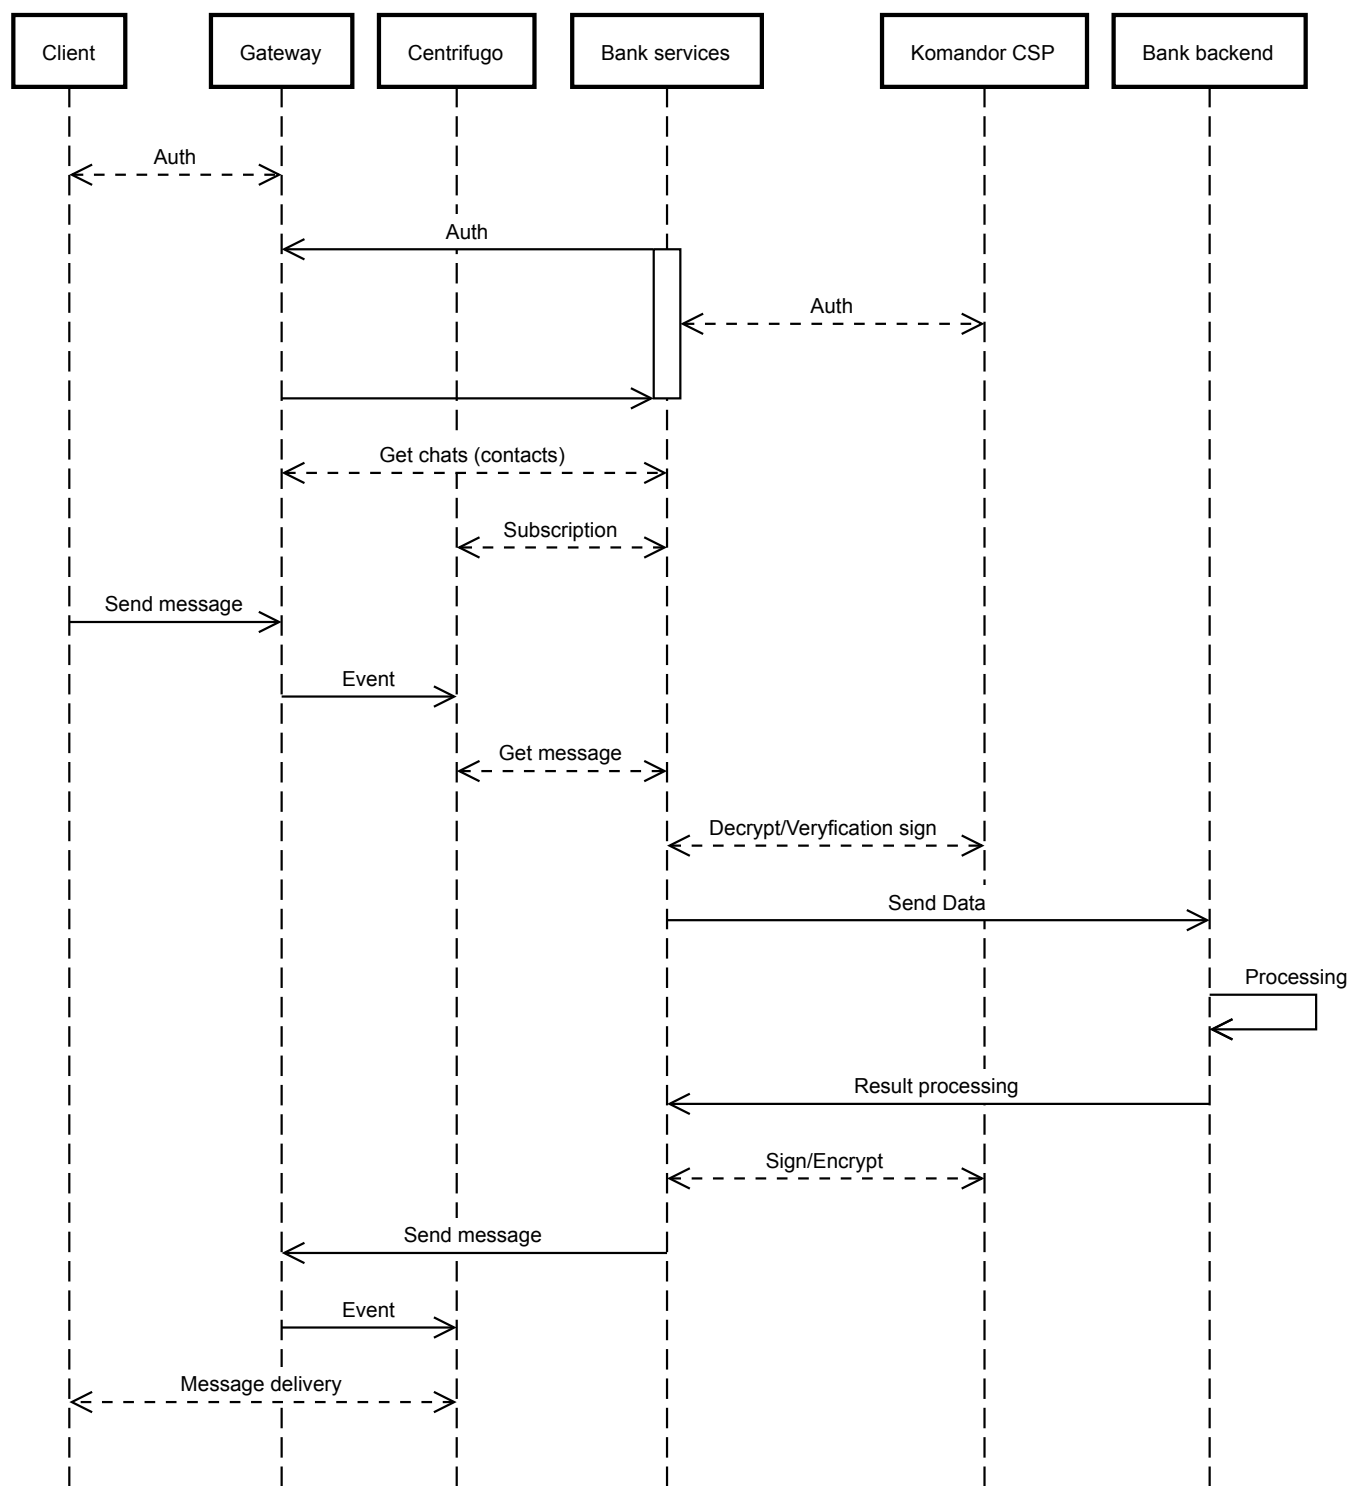 Client
Gateway
Centrifugo
Bank services
Komandor CSP
Bank backend
Auth
Auth
Auth
Get chats (contacts)
Subscription
Send message
Event
Get message
Decrypt/Veryfication sign
Send Data
Processing
Result processing
Sign/Encrypt
Send message
Event
Message delivery